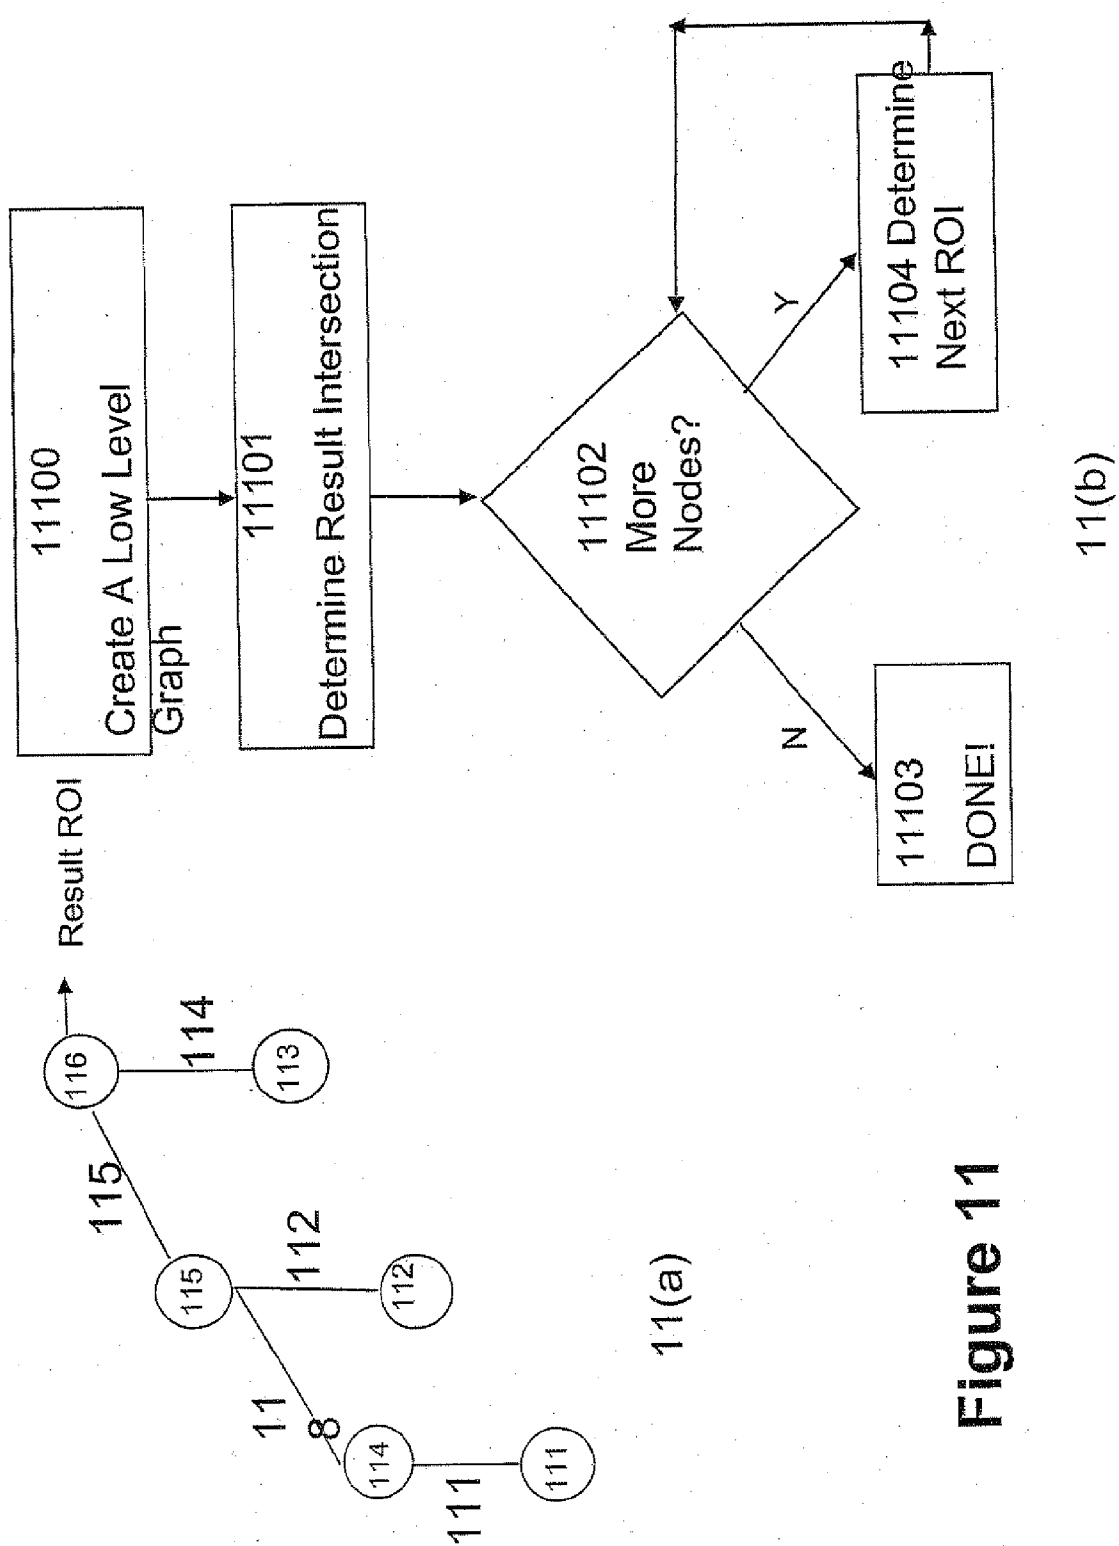 116
Result ROI
115
114
115
113
11
8
112
114
112
111
111
11(a)
11100
Create A Low Level
Graph
11101
Determine Result Intersection
11102
More
Nodes?
Y
N
11104 Determine
Next ROI
11103
DONE!
11(b)
Figure 11